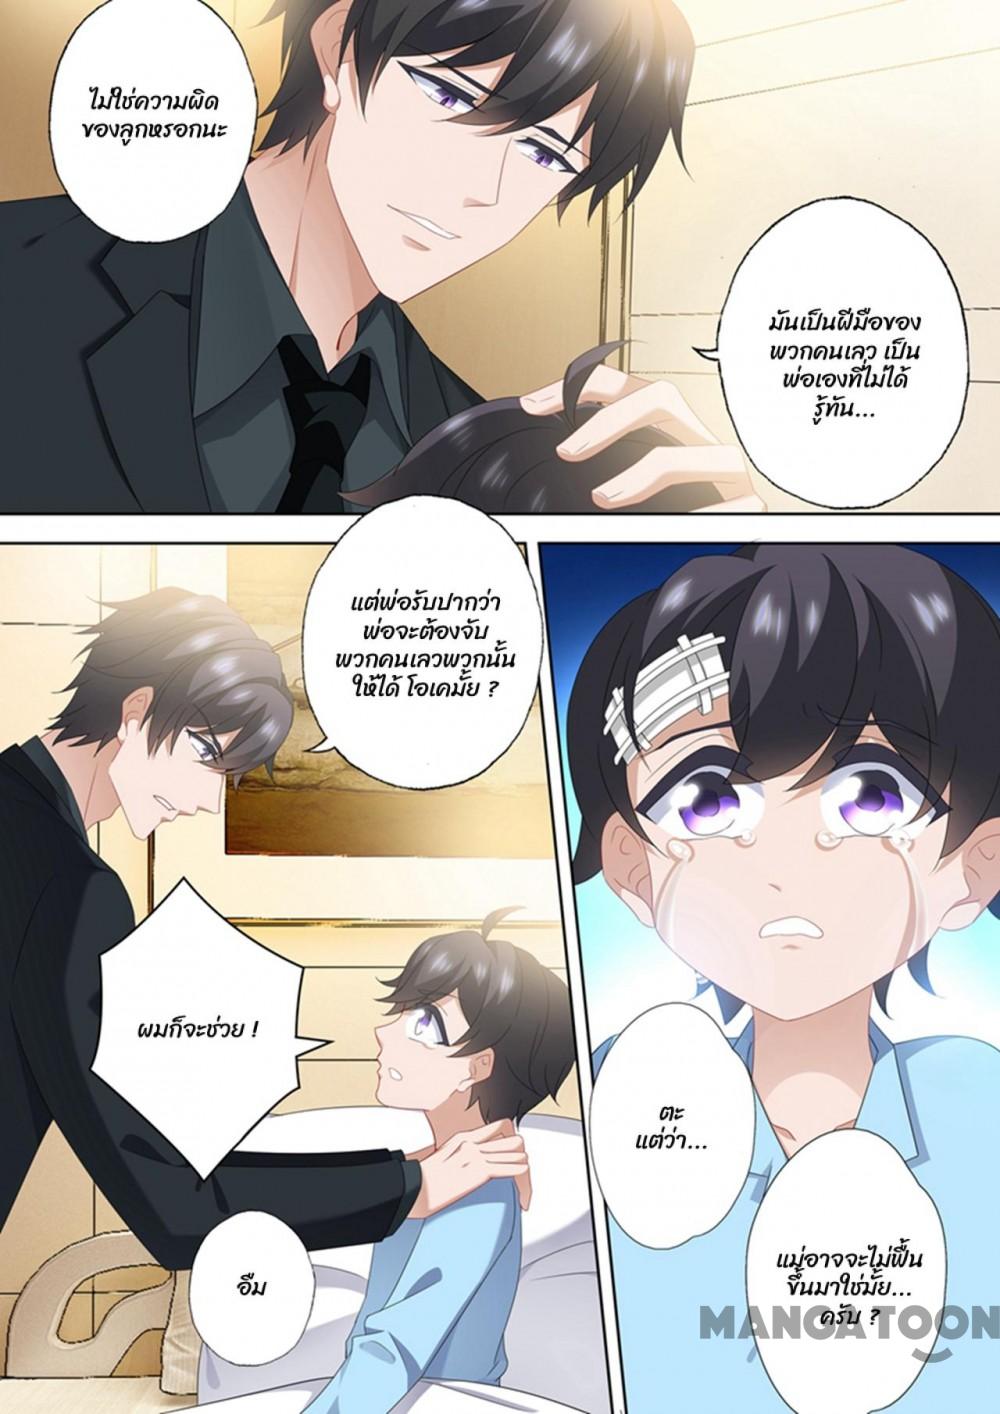 ไม่ใช่ความผิด
ของลูกหรอกนะ
มันเป็นฝีมือของ
พวกคนเลว เป็น
พ่อเองที่ไม่ได้
รู้ทัน...
แต่พ่อรับปากว่า
พ่อจะต้องจับ
พวกคนเลวพวกนั้น
ให้ได้ โอเคมั้ย ?
ผมก็จะช่วย !
อืม
ตะ
แต่ว่า...
แม่อาจจะไม่ฟื้น
ขึ้นมาใช่มั้ย...
ครับ ?
MANGATOON